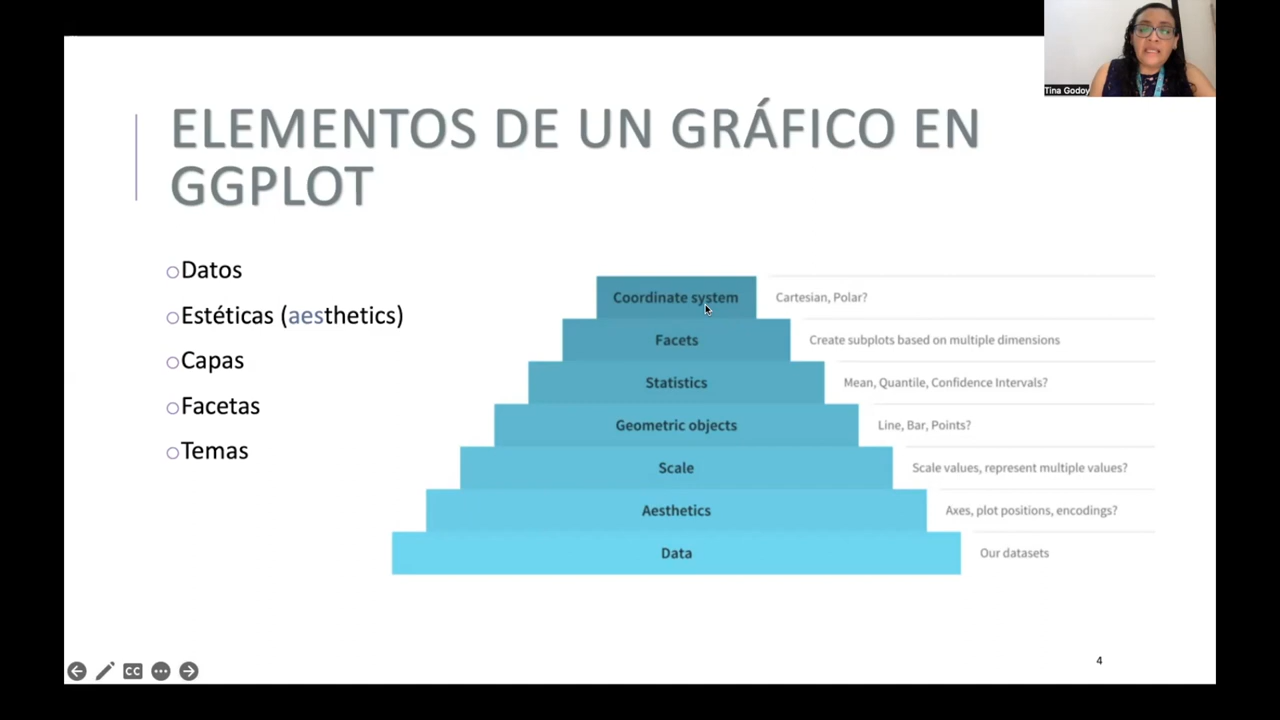 Tina Godoy
ELEMENTOS DE UN GRÁFICO EN
GGPLOT
Datos
Estéticas (aesthetics)
Capas
Facetas
Temas
Coordinate system Cartesian, Polar?
Facets Create subplots based on multiple dimensions
Statistics Mean, Quantile, Confidence Intervals?
Geometric objects Line, Bar, Points?
Scale Scale values, represent multiple values?
Aesthetics Axes, plot positions, encodings?
Data Our datasets
CC
4